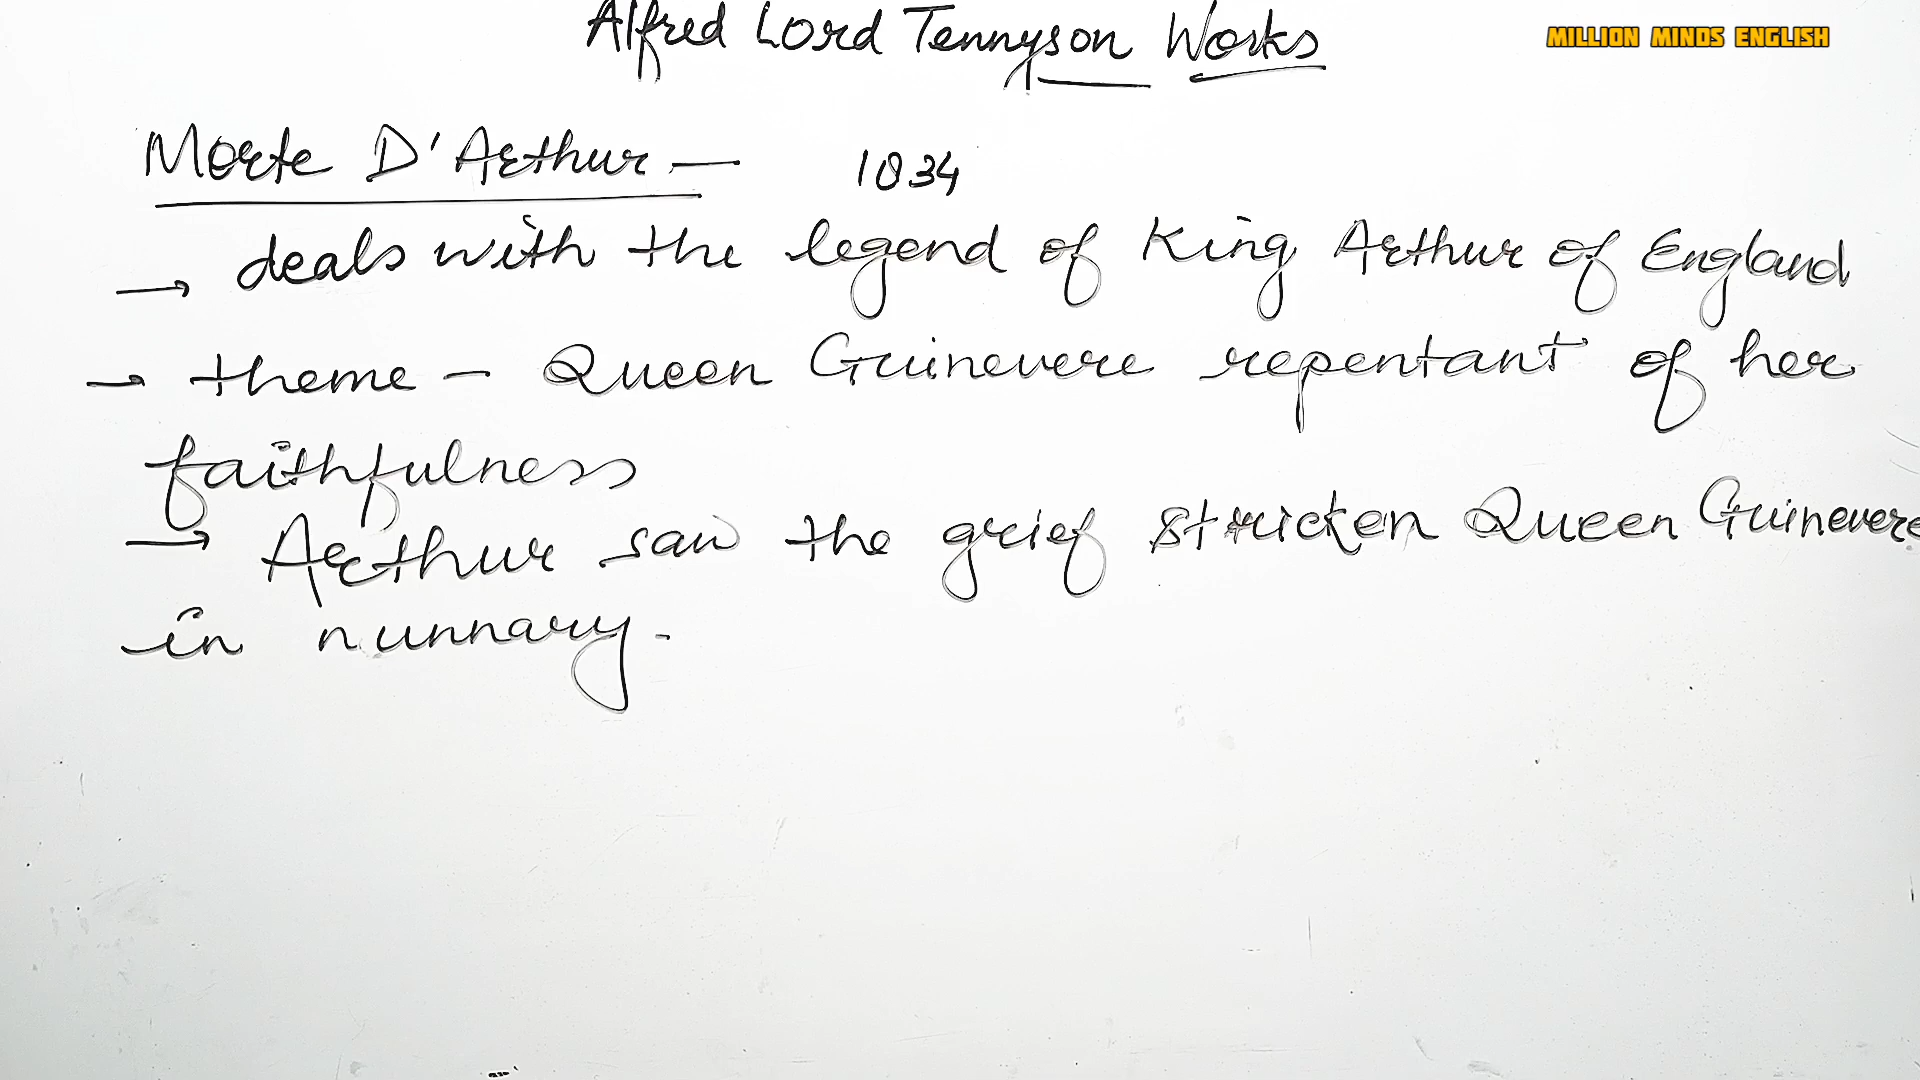 Alfred Lord Tennyson Works
MILLION MINDS ENGLISH
Morte D'Arthur — 1834
→ deals with the legend of King Arthur of England
→ theme - Queen Guinevere repentant of her
faithfulness
→ Arthur saw the grief stricken Queen Guinevere
in nunnary.